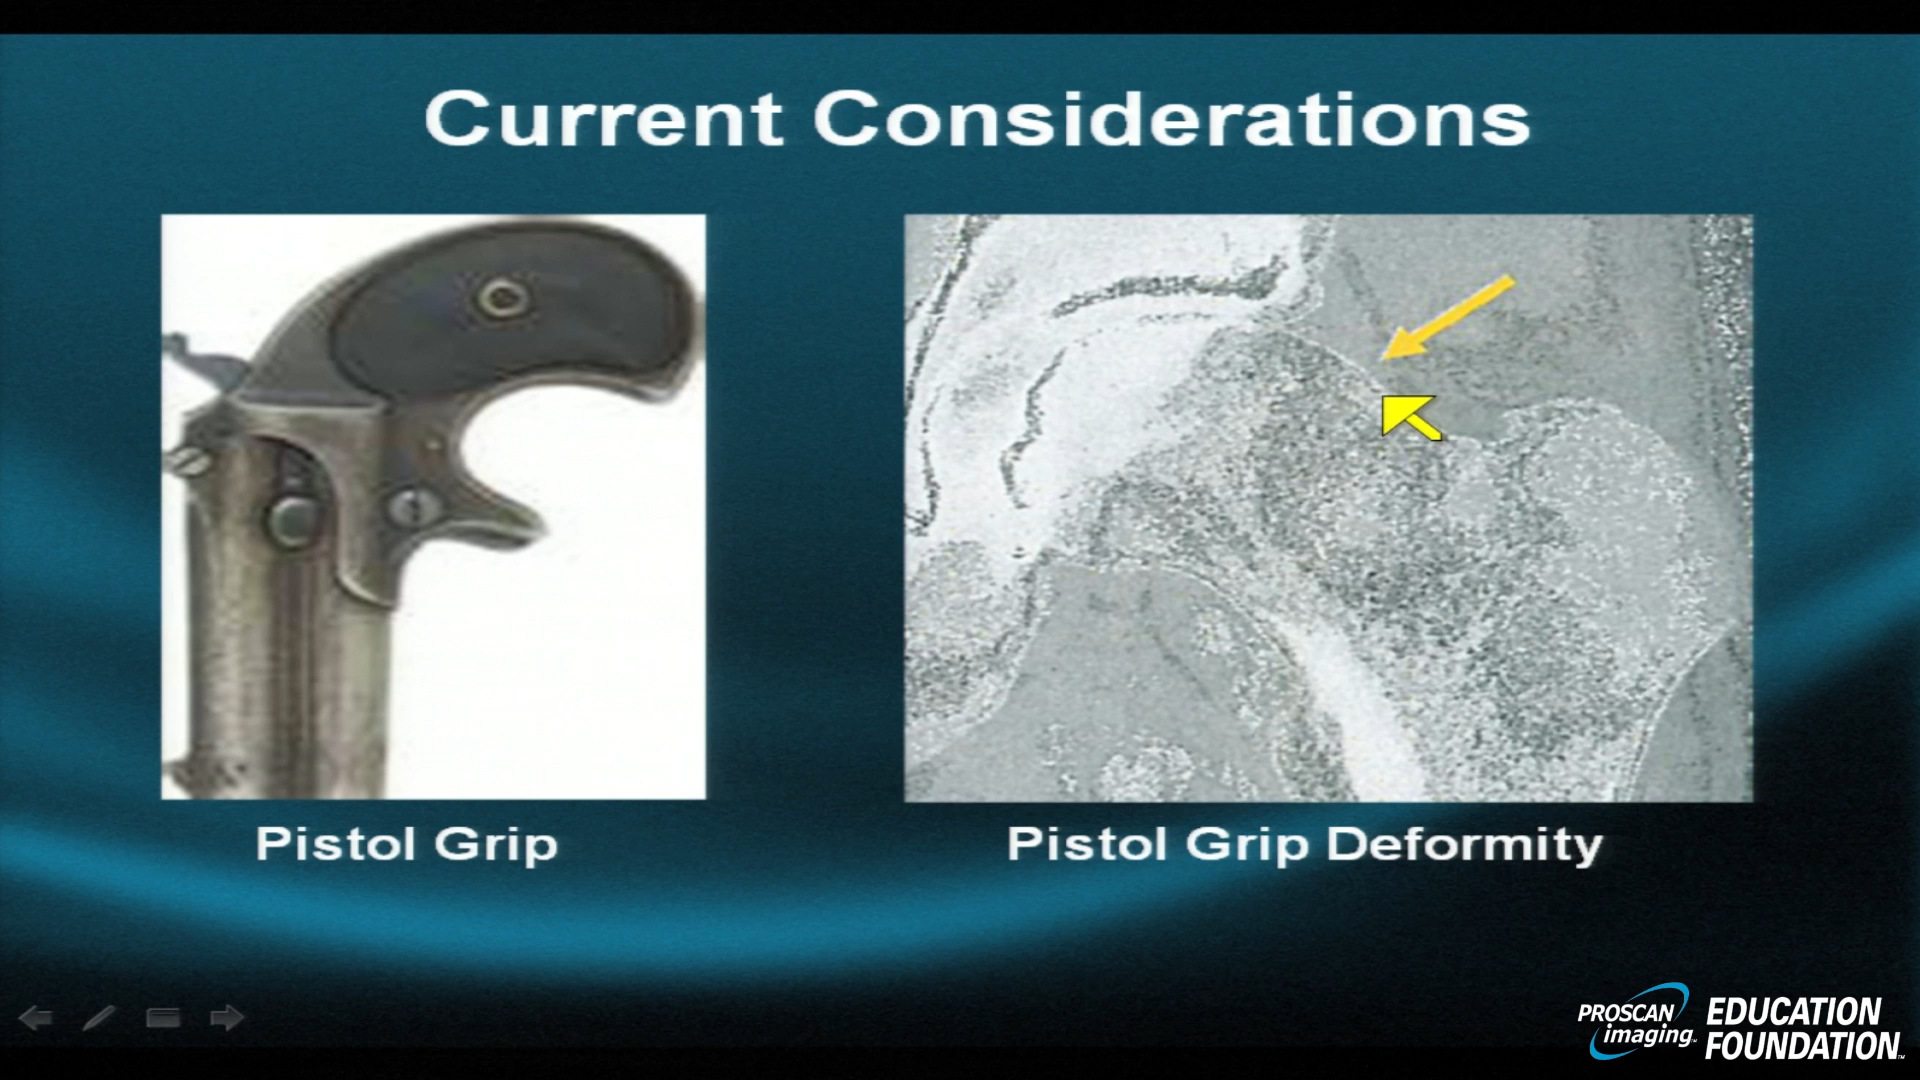 Current Considerations
Pistol Grip
Pistol Grip Deformity
PROSCAN
imaging
EDUCATION
FOUNDATION